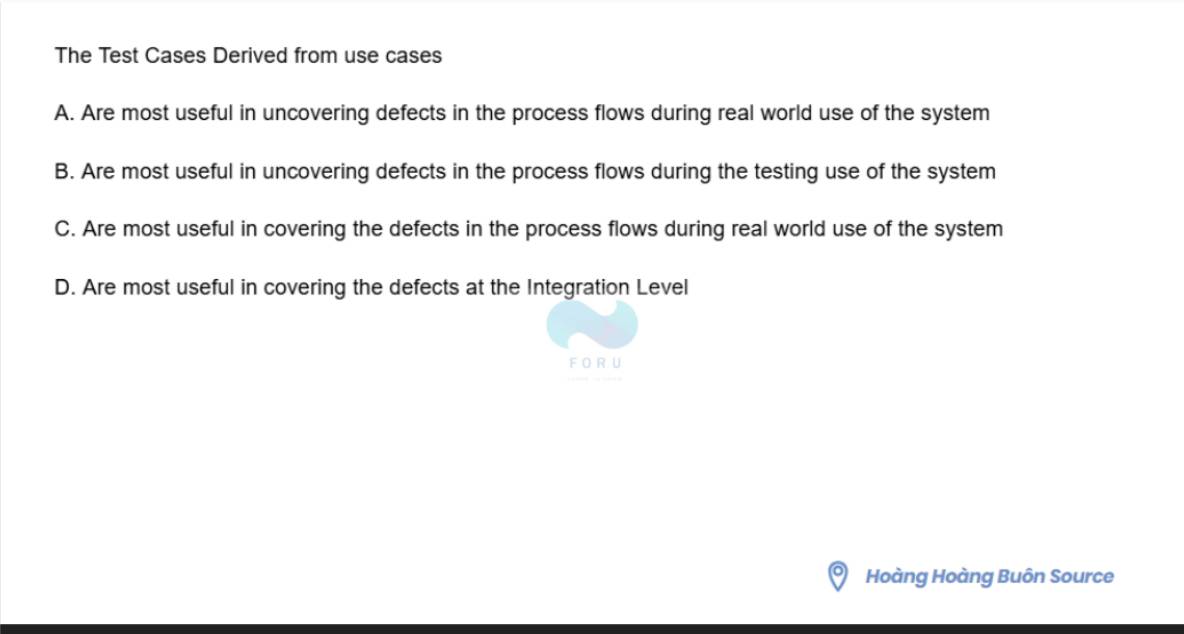 The Test Cases Derived from use cases
A. Are most useful in uncovering defects in the process flows during real world use of the system
B. Are most useful in uncovering defects in the process flows during the testing use of the system
C. Are most useful in covering the defects in the process flows during real world use of the system
D. Are most useful in covering the defects at the Integration Level
FORU
Hoàng Hoàng Buôn Source